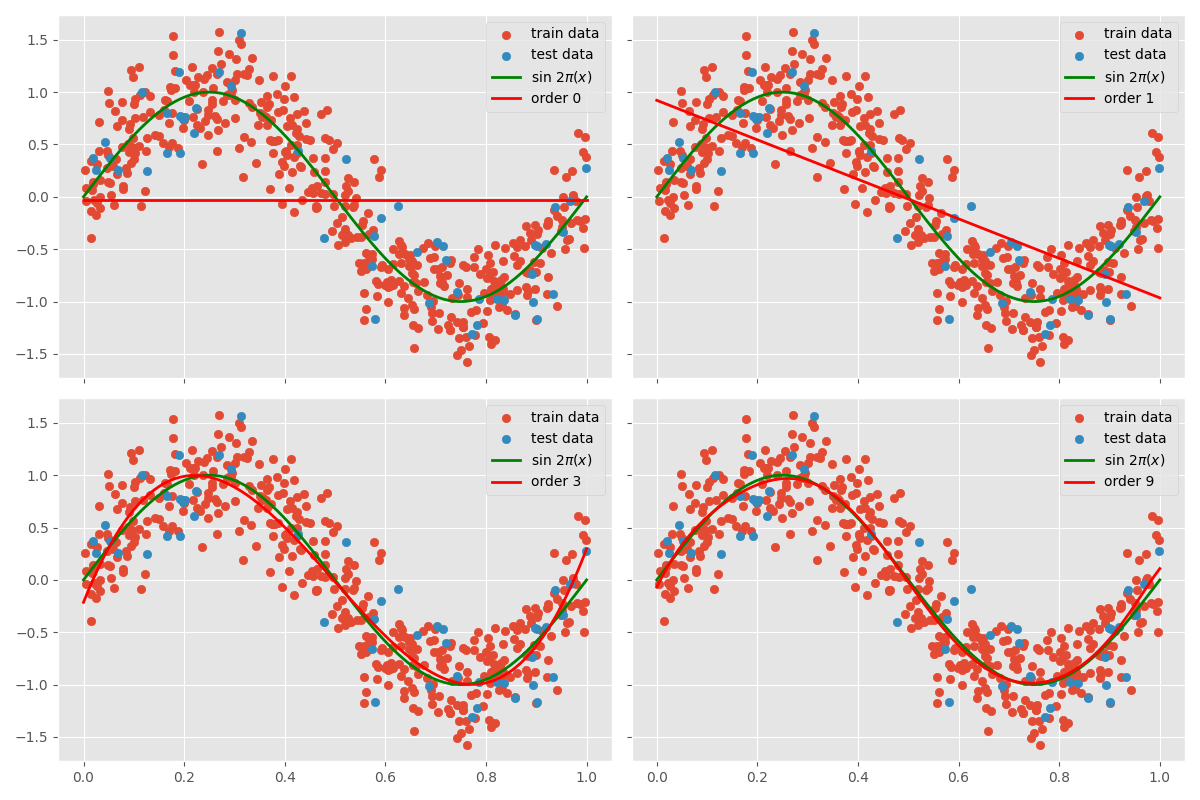 train data
test data
sin 2π(x)
order 0
1.5
1.0
0.5
0.0
−0.5
−1.0
−1.5
train data
test data
sin 2π(x)
order 1
train data
test data
sin 2π(x)
order 3
1.5
1.0
0.5
0.0
−0.5
−1.0
−1.5
0.0 0.2 0.4 0.6 0.8 1.0
train data
test data
sin 2π(x)
order 9
0.0 0.2 0.4 0.6 0.8 1.0